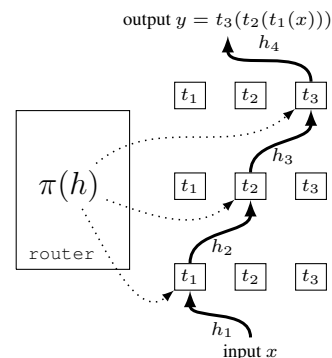 output y = t₃(t₂(t₁(x)))
h₄
t₁ t₂ t₃
h₃
π(h)
t₁ t₂ t₃
router
h₂
t₁ t₂ t₃
h₁
input x